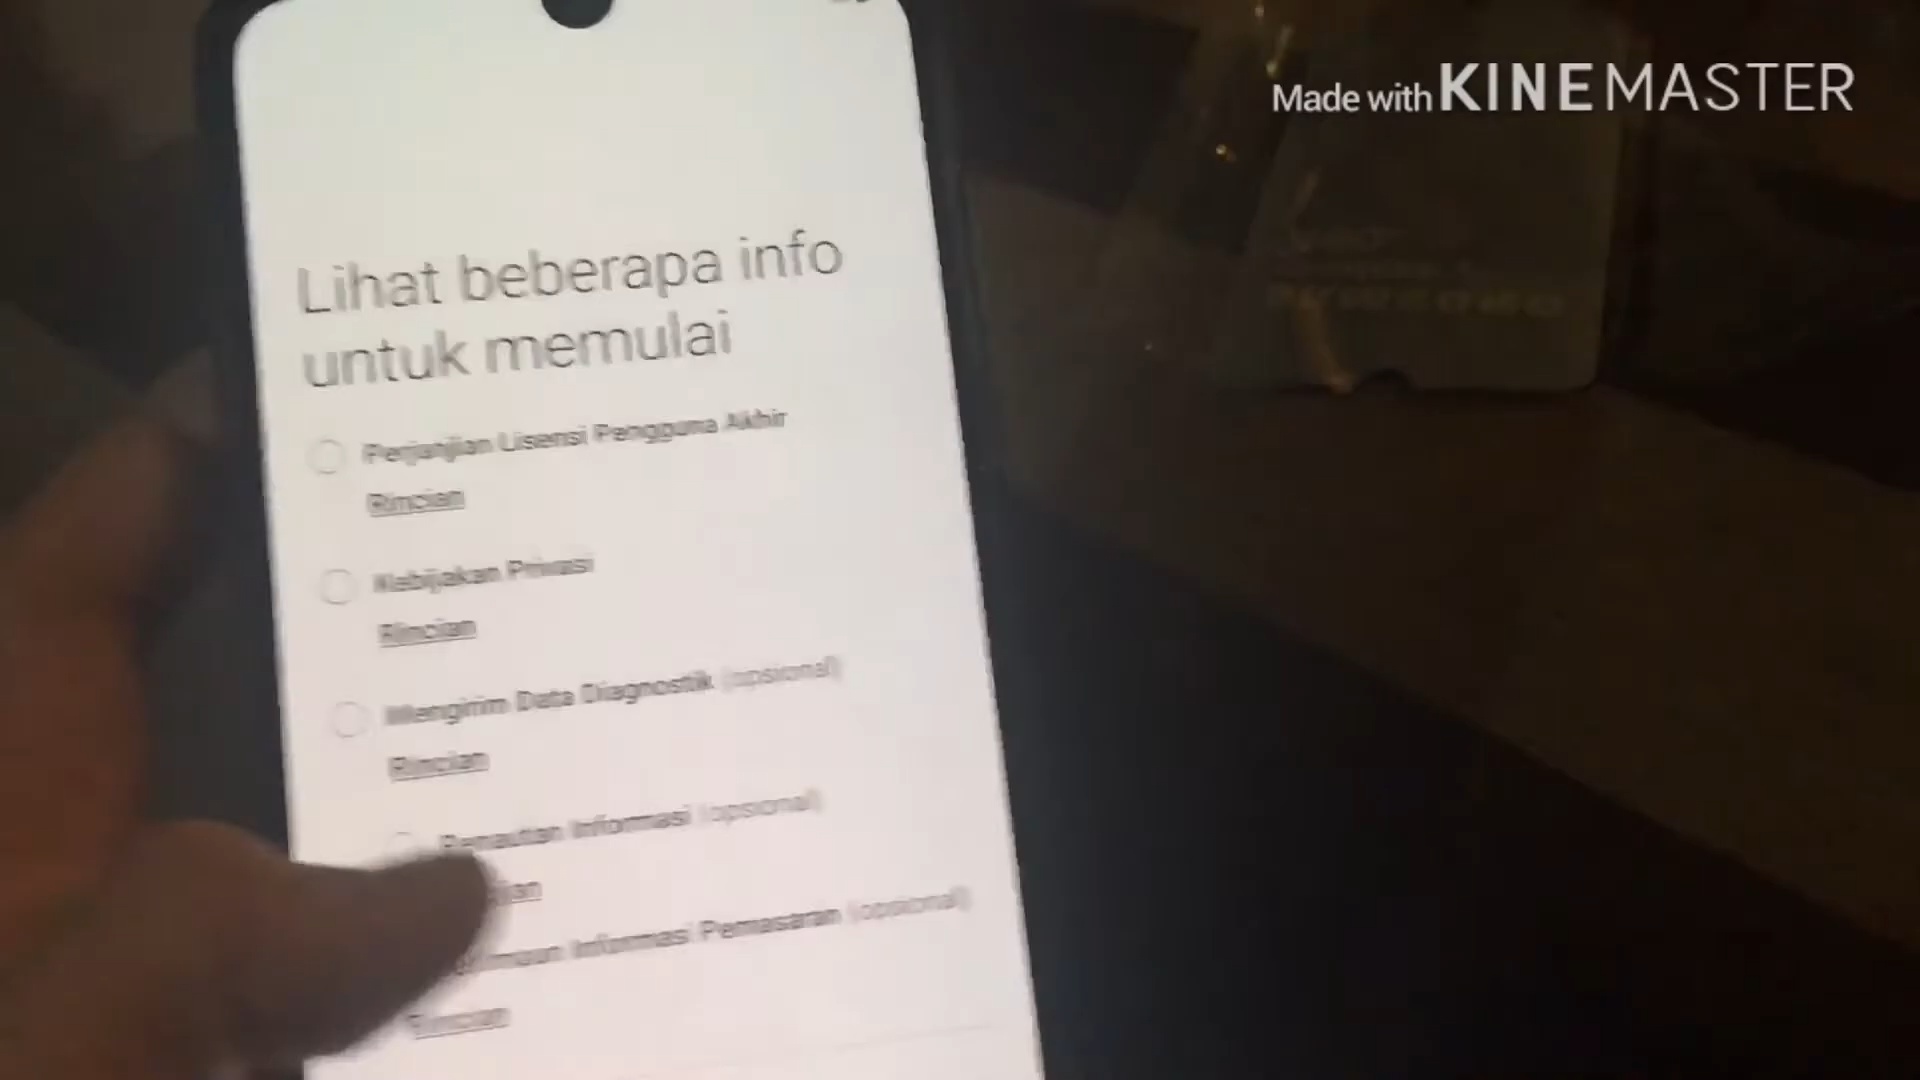 Made with KINEMASTER
Lihat beberapa info
untuk memulai
Perjanjian Lisensi Pengguna Akhir
Rincian
Kebijakan Privasi
Rincian
Mengirim Data Diagnostik (opsional)
Rincian
Pemautan Informasi (opsional)
Informasi Pemasaran (opsional)
Rincian